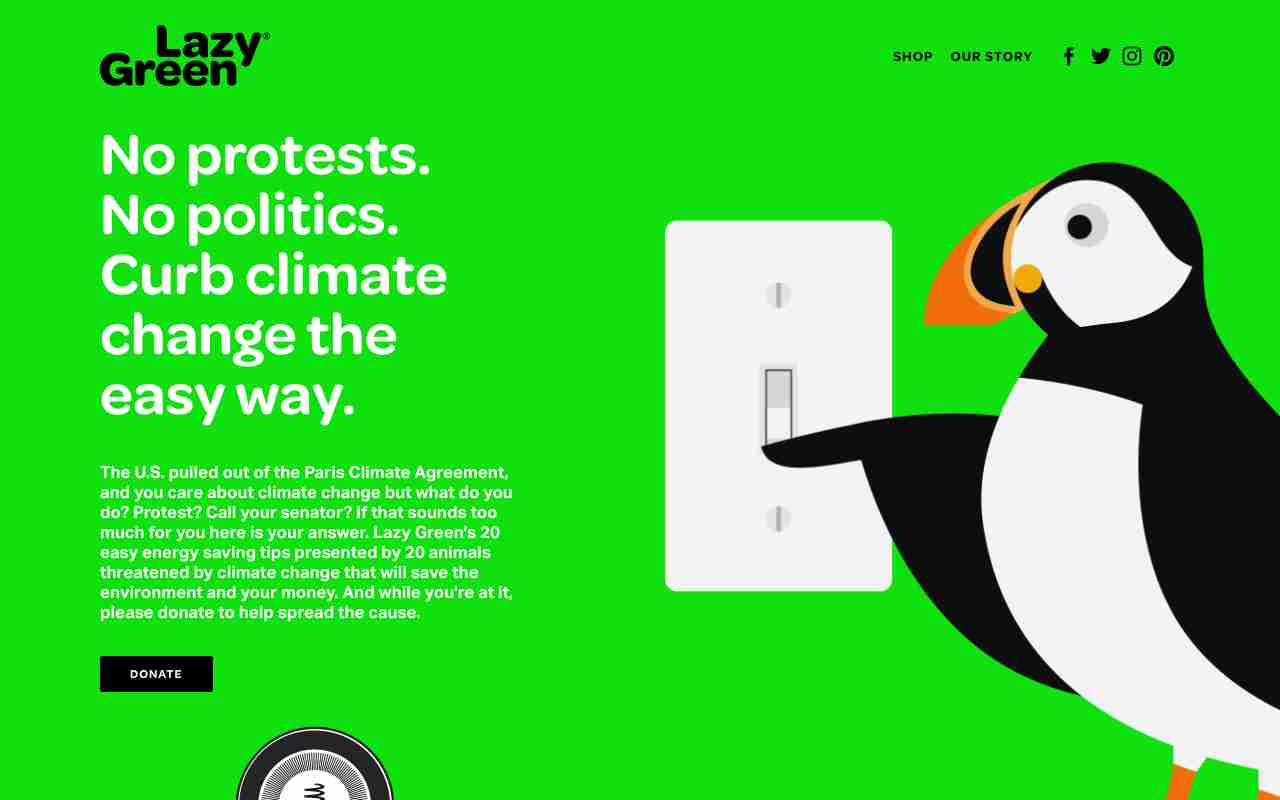 Lazy
Green®
SHOP OUR STORY
No protests.
No politics.
Curb climate
change the
easy way.
The U.S. pulled out of the Paris Climate Agreement,
and you care about climate change but what do you
do? Protest? Call your senator? If that sounds too
much for you here is your answer. Lazy Green's 20
easy energy saving tips presented by 20 animals
threatened by climate change that will save the
environment and your money. And while you're at it,
please donate to help spread the cause.
DONATE